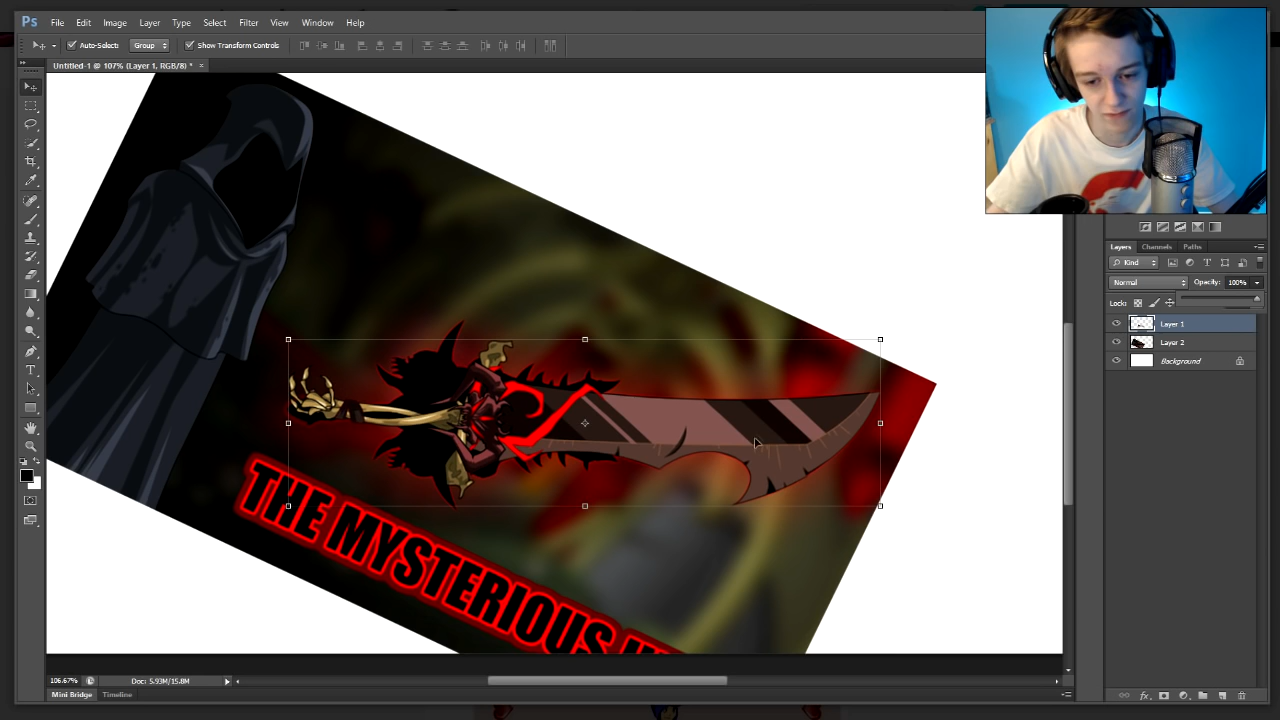 Ps File Edit Image Layer Type Select Filter View Window Help
Auto-Select: Group Show Transform Controls
Untitled-1 @ 107% (Layer 1, RGB/8) * ×
Layers Channels Paths
Kind
Normal Opacity: 100%
Lock:
Layer 1
Layer 2
Background
THE MYSTERIOUS
106.67% Doc: 5.93M/15.8M
Mini Bridge Timeline